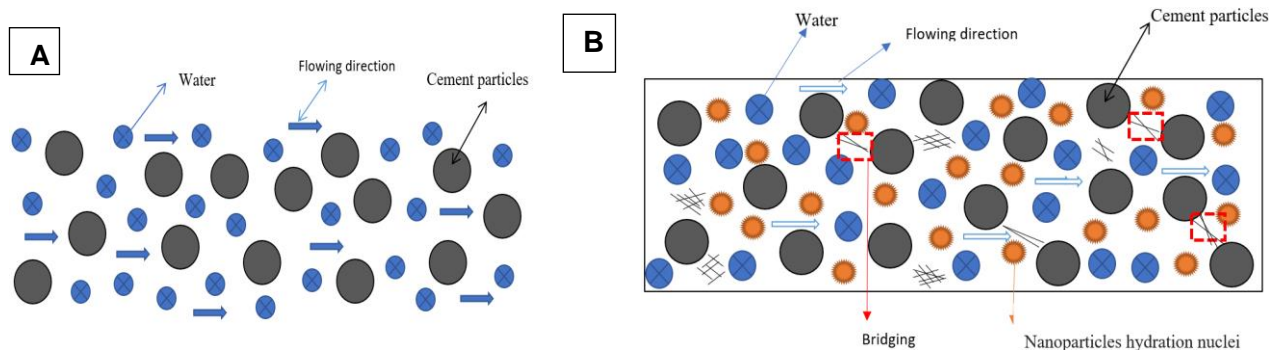 A
Water
Flowing direction
Cement particles
B
Water
Flowing direction
Cement particles
Bridging
Nanoparticles hydration nuclei